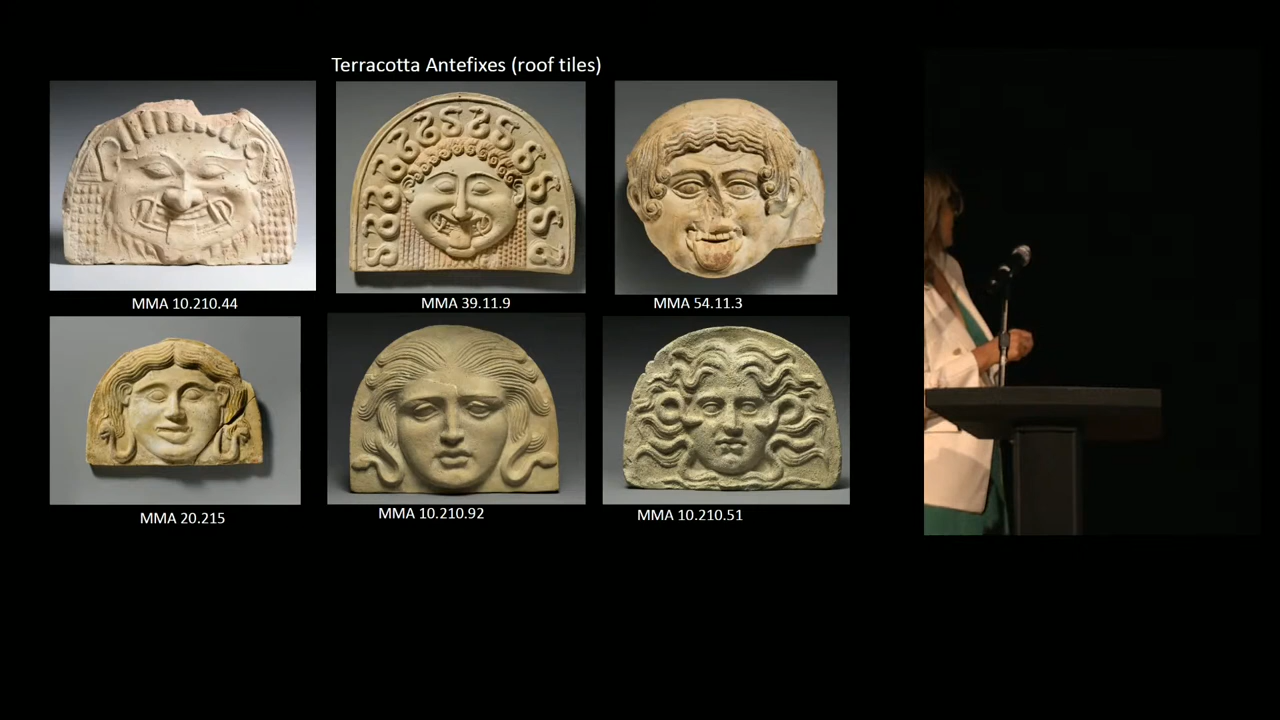 Terracotta Antefixes (roof tiles)
MMA 10.210.44
MMA 39.11.9
MMA 54.11.3
MMA 20.215
MMA 10.210.92
MMA 10.210.51